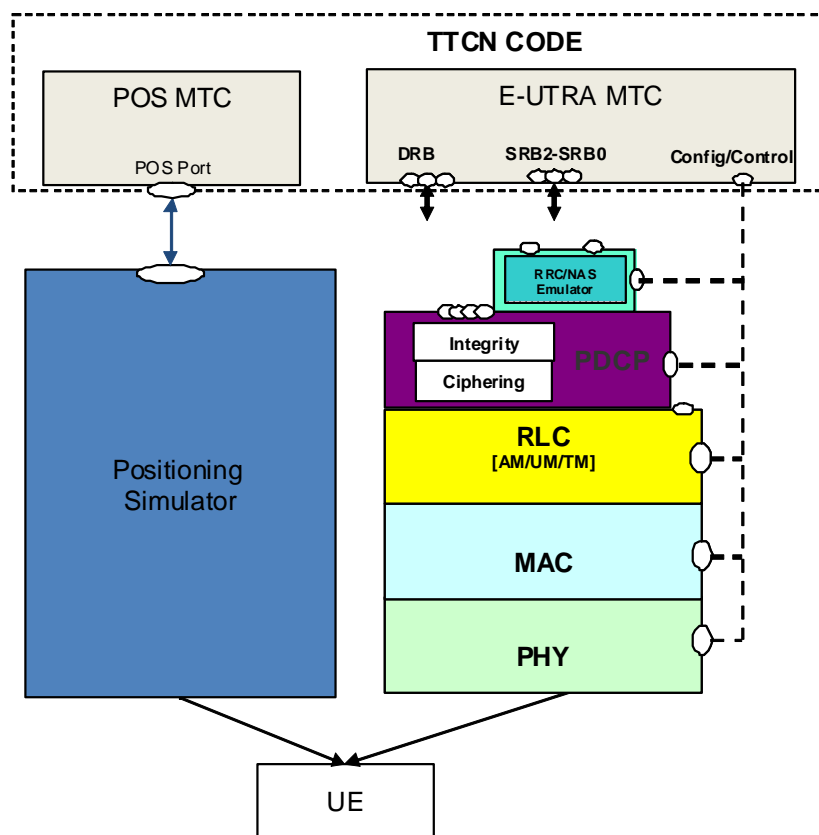 TTCN CODE
POS MTC
E-UTRA MTC
POS Port
DRB
SRB2-SRB0
Config/Control
RRC/NAS
Emulator
Integrity
PDCP
Ciphering
RLC
[AM/UM/TM]
Positioning
Simulator
MAC
PHY
UE